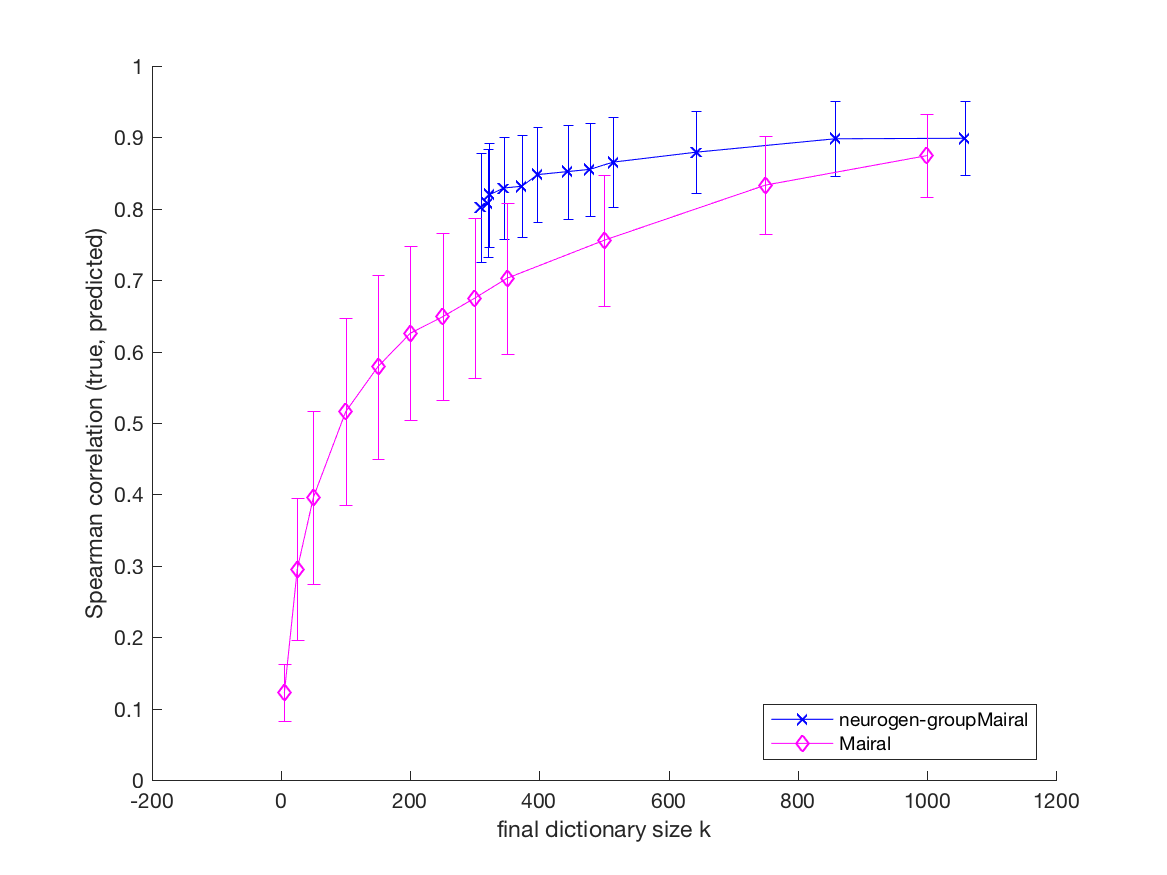 1
0.9
0.8
0.7
0.6
0.5
0.4
0.3
0.2
0.1
0
Spearman correlation (true, predicted)
neurogen-groupMairal
Mairal
-200 0 200 400 600 800 1000 1200
final dictionary size k